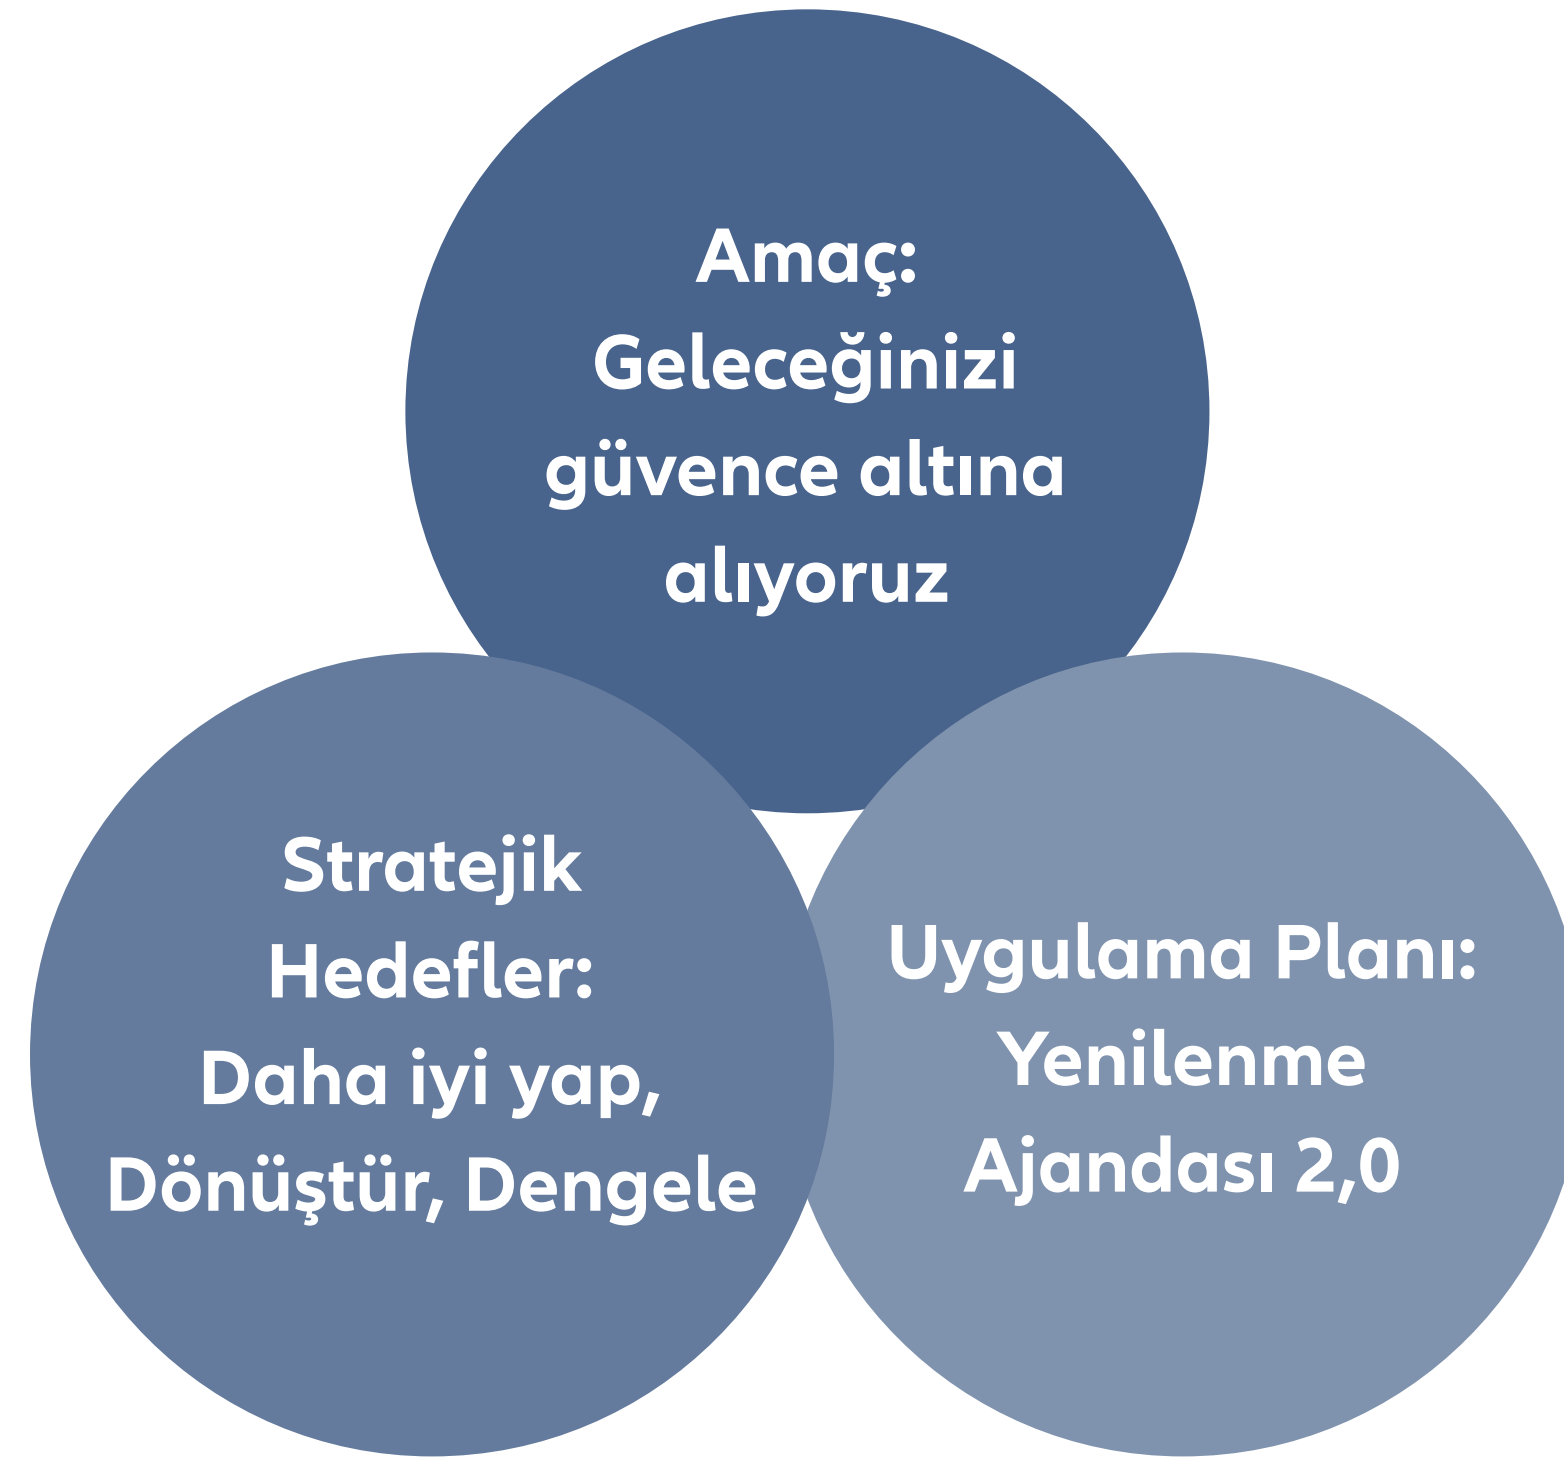 Amaç:
Geleceğinizi
güvence altına
alıyoruz
Stratejik
Hedefler:
Daha iyi yap,
Dönüştür, Dengele
Uygulama Planı:
Yenilenme
Ajandası 2,0